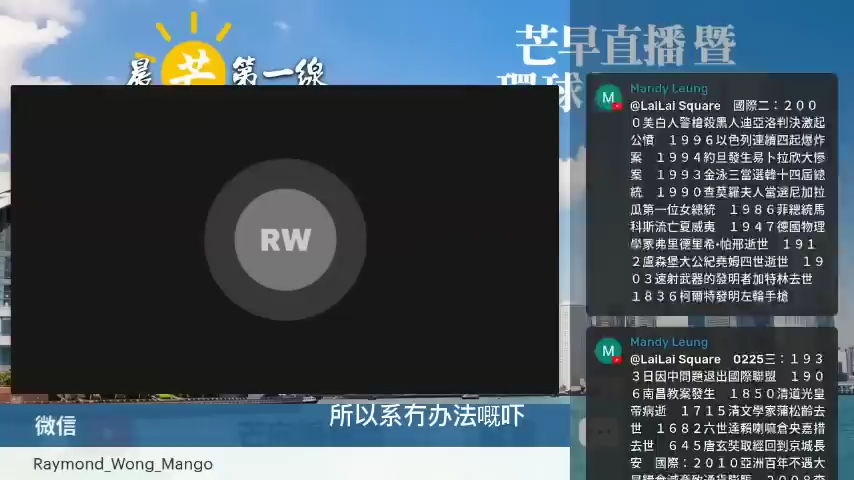 晨芒第一線
芒早直播暨
環球
RW
Mandy Leung
M
@LaiLai Square 國際二：２００
０美白人警槍殺黑人迪亞洛判決激起
公憤 １９９６以色列連續四起爆炸
案 １９９４約旦發生易卜拉欣大慘
案 １９９３金泳三當選韓十四屆總
統 １９９０查莫羅夫人當選尼加拉
瓜第一位女總統 １９８６菲總統馬
科斯流亡夏威夷 １９４７德國物理
學家弗里德里希•帕邢逝世 １９１
２盧森堡大公紀堯姆四世逝世 １９
０３速射武器的發明者加特林去世
１８３６柯爾特發明左輪手槍
Mandy Leung
M
@LaiLai Square 0225三：１９３
３日因中問題退出國際聯盟 １９０
６南昌教案發生 １８５０清道光皇
帝病逝 １７１５清文學家蒲松齡去
世 １６８２六世達賴喇嘛倉央嘉措
去世 ６４５唐玄奘取經回到京城長
安 國際：２０１０亞洲百年不遇大
所以系冇办法嘅吓
微信
Raymond_Wong_Mango